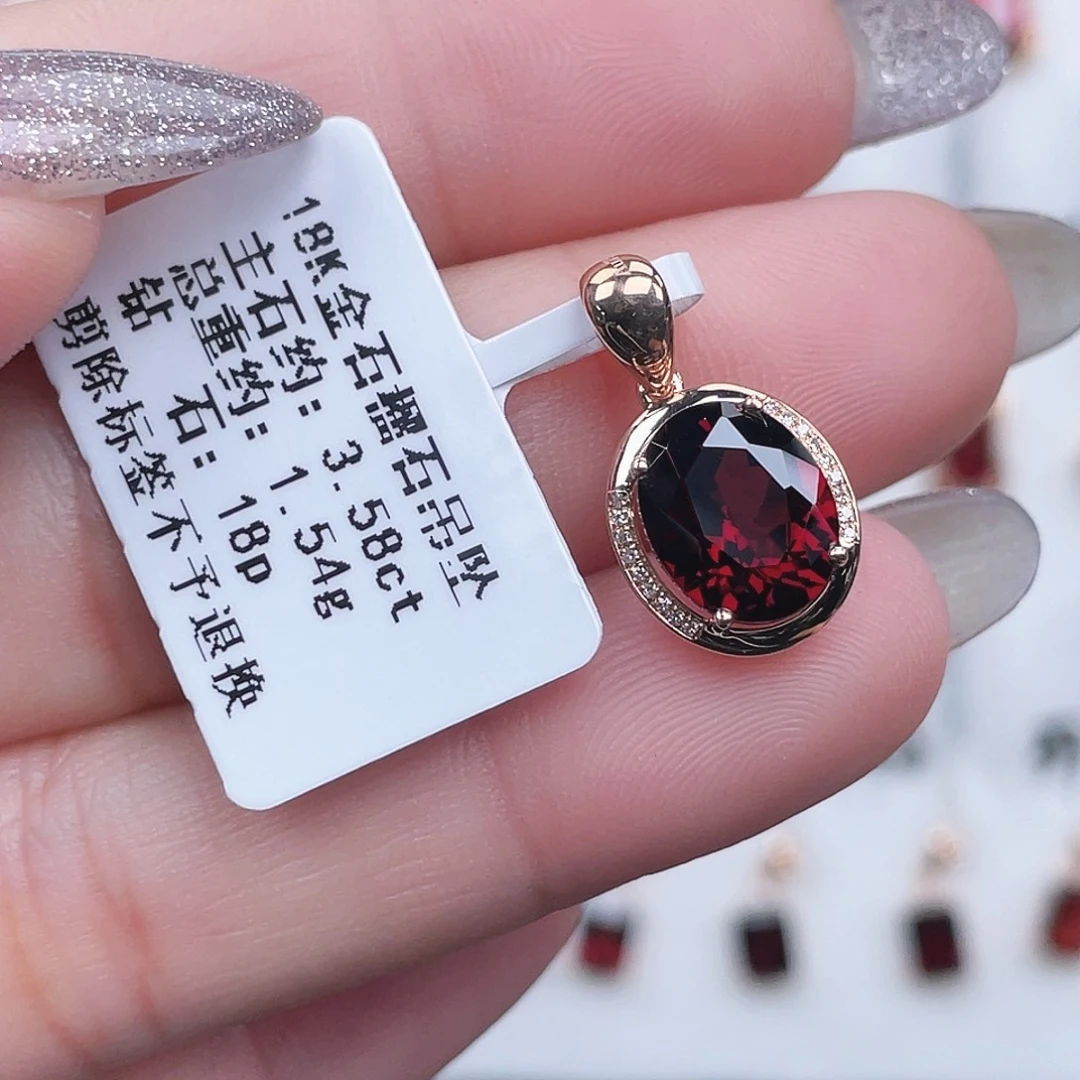 18K金石榴石吊坠
主石约: 3.58ct
总重约: 1.54g
钻 石: 18p
剪除标签不予退换